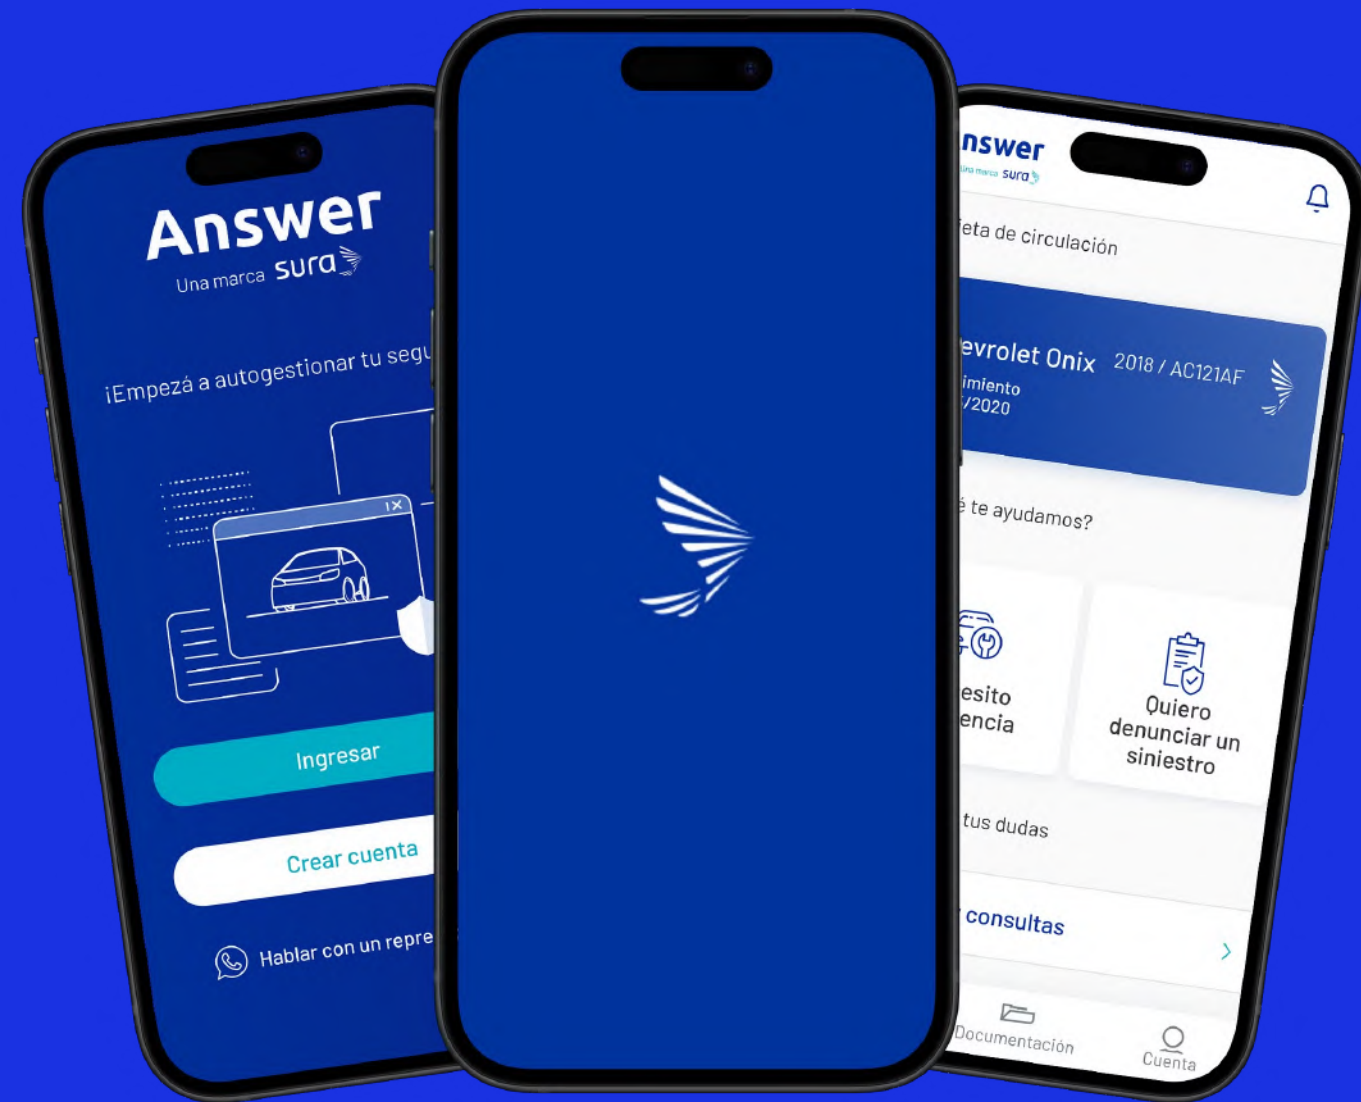 Answer
Una marca sura
¡Empezá a autogestionar tu segu
Ingresar
Crear cuenta
Hablar con un repre
nswer
una marca sura
eta de circulación
evrolet Onix 2018 / AC121AF
imiento
/2020
é te ayudamos?
esito
encia
Quiero
denunciar un
siniestro
tus dudas
consultas
Documentación
Cuenta